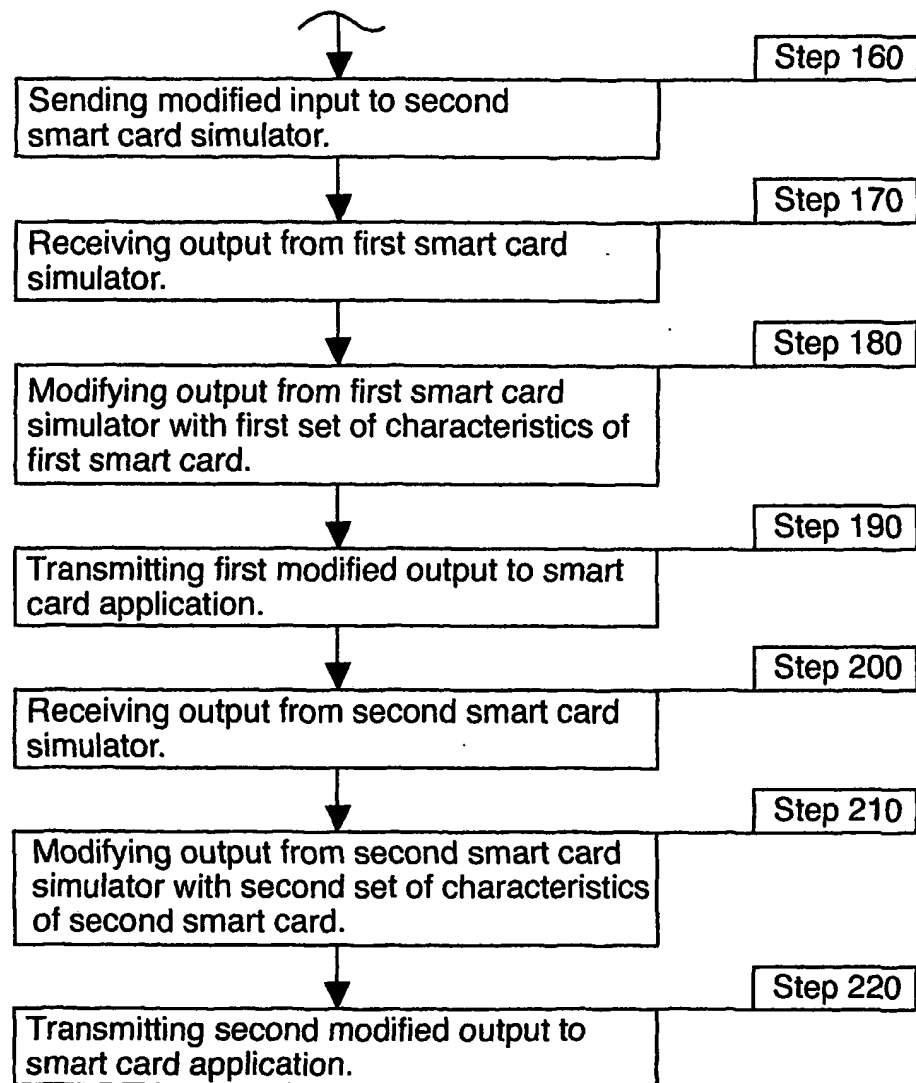 Step 160
Sending modified input to second
smart card simulator.
Step 170
Receiving output from first smart card
simulator.
Step 180
Modifying output from first smart card
simulator with first set of characteristics of
first smart card.
Step 190
Transmitting first modified output to smart
card application.
Step 200
Receiving output from second smart card
simulator.
Step 210
Modifying output from second smart card
simulator with second set of characteristics
of second smart card.
Step 220
Transmitting second modified output to
smart card application.